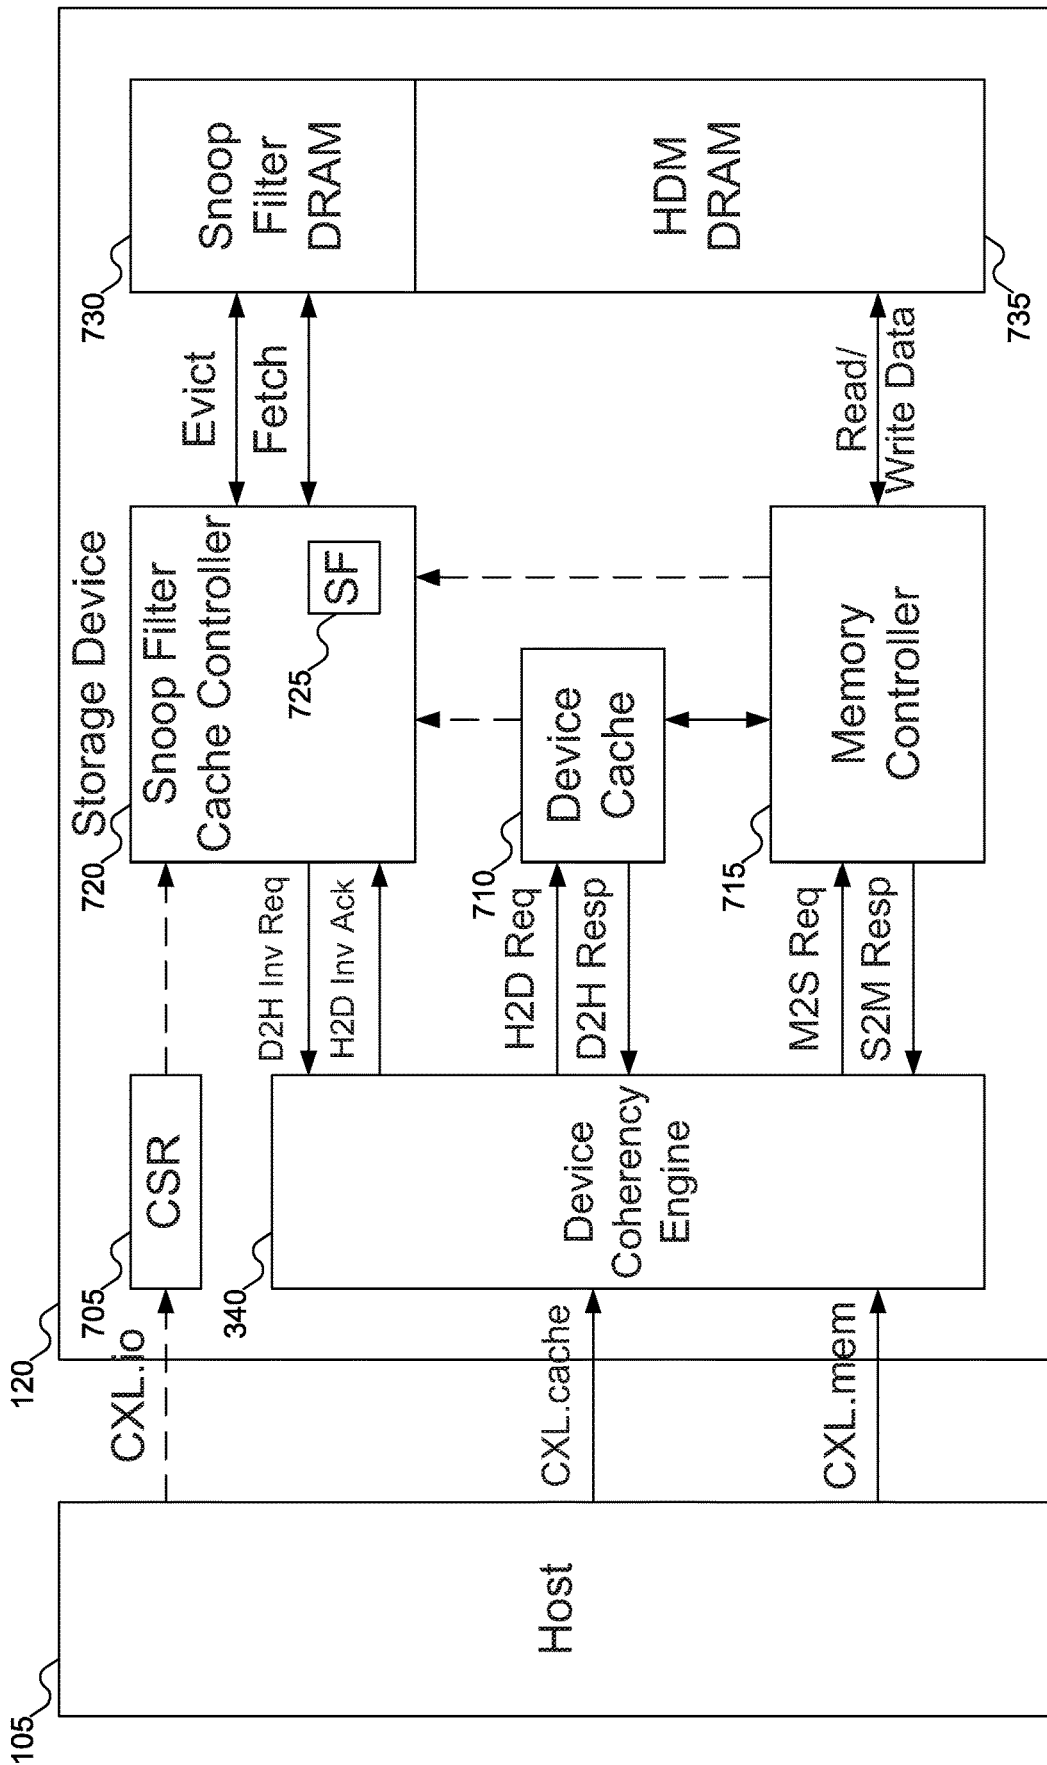 105
Host
CXL.io
CXL.cache
CXL.mem
120
Storage Device
705
CSR
340
Device
Coherency
Engine
D2H Inv Req
H2D Inv Ack
H2D Req
D2H Resp
M2S Req
S2M Resp
720
Snoop Filter
Cache Controller
725
SF
710
Device
Cache
715
Memory
Controller
Evict
Fetch
Read/
Write Data
730
Snoop
Filter
DRAM
HDM
DRAM
735